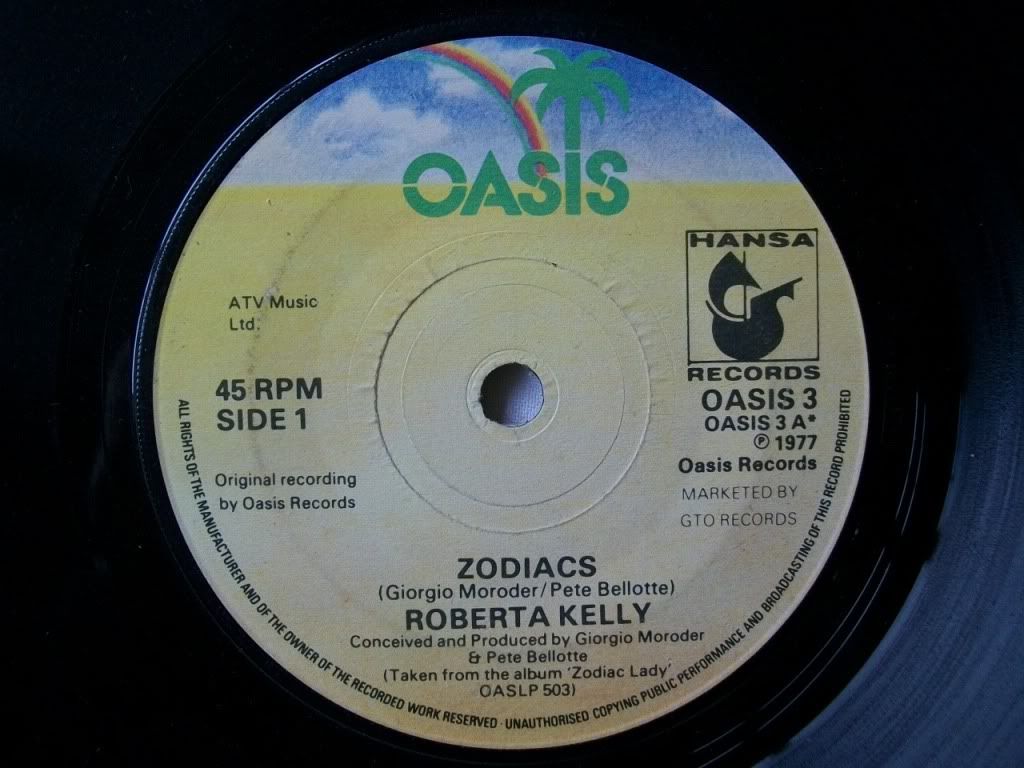 OASIS
HANSA
RECORDS
ATV Music
Ltd.
45 RPM
SIDE 1
Original recording
by Oasis Records
OASIS 3
OASIS 3 A*
℗ 1977
Oasis Records
MARKETED BY
GTO RECORDS
ZODIACS
(Giorgio Moroder/Pete Bellotte)
ROBERTA KELLY
Conceived and Produced by Giorgio Moroder
& Pete Bellotte
(Taken from the album 'Zodiac Lady'
OASLP 503)
ALL RIGHTS OF THE MANUFACTURER AND OF THE OWNER OF THE RECORDED WORK RESERVED · UNAUTHORISED COPYING PUBLIC PERFORMANCE AND BROADCASTING OF THIS RECORD PROHIBITED